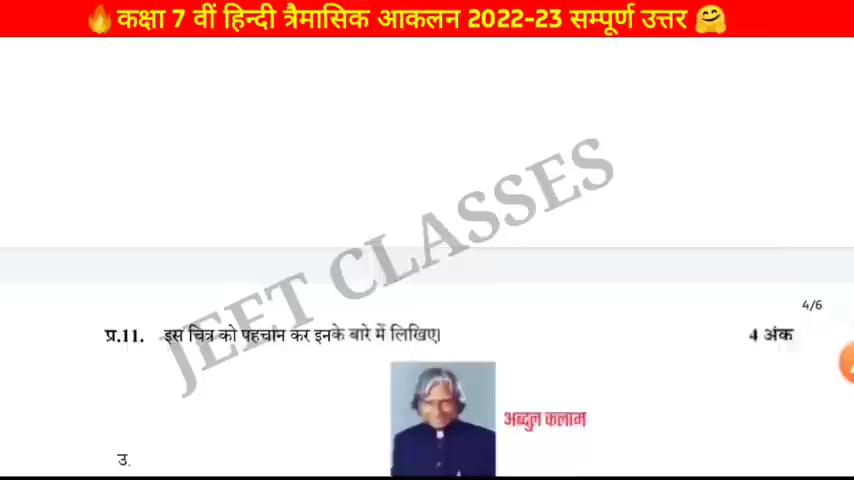 🔥कक्षा 7 वीं हिन्दी त्रैमासिक आकलन 2022-23 सम्पूर्ण उत्तर 🤗
JEET CLASSES
4/6
प्र.11. इस चित्र को पहचान कर इनके बारे में लिखिए। 4 अंक
अब्दुल कलाम
उ.